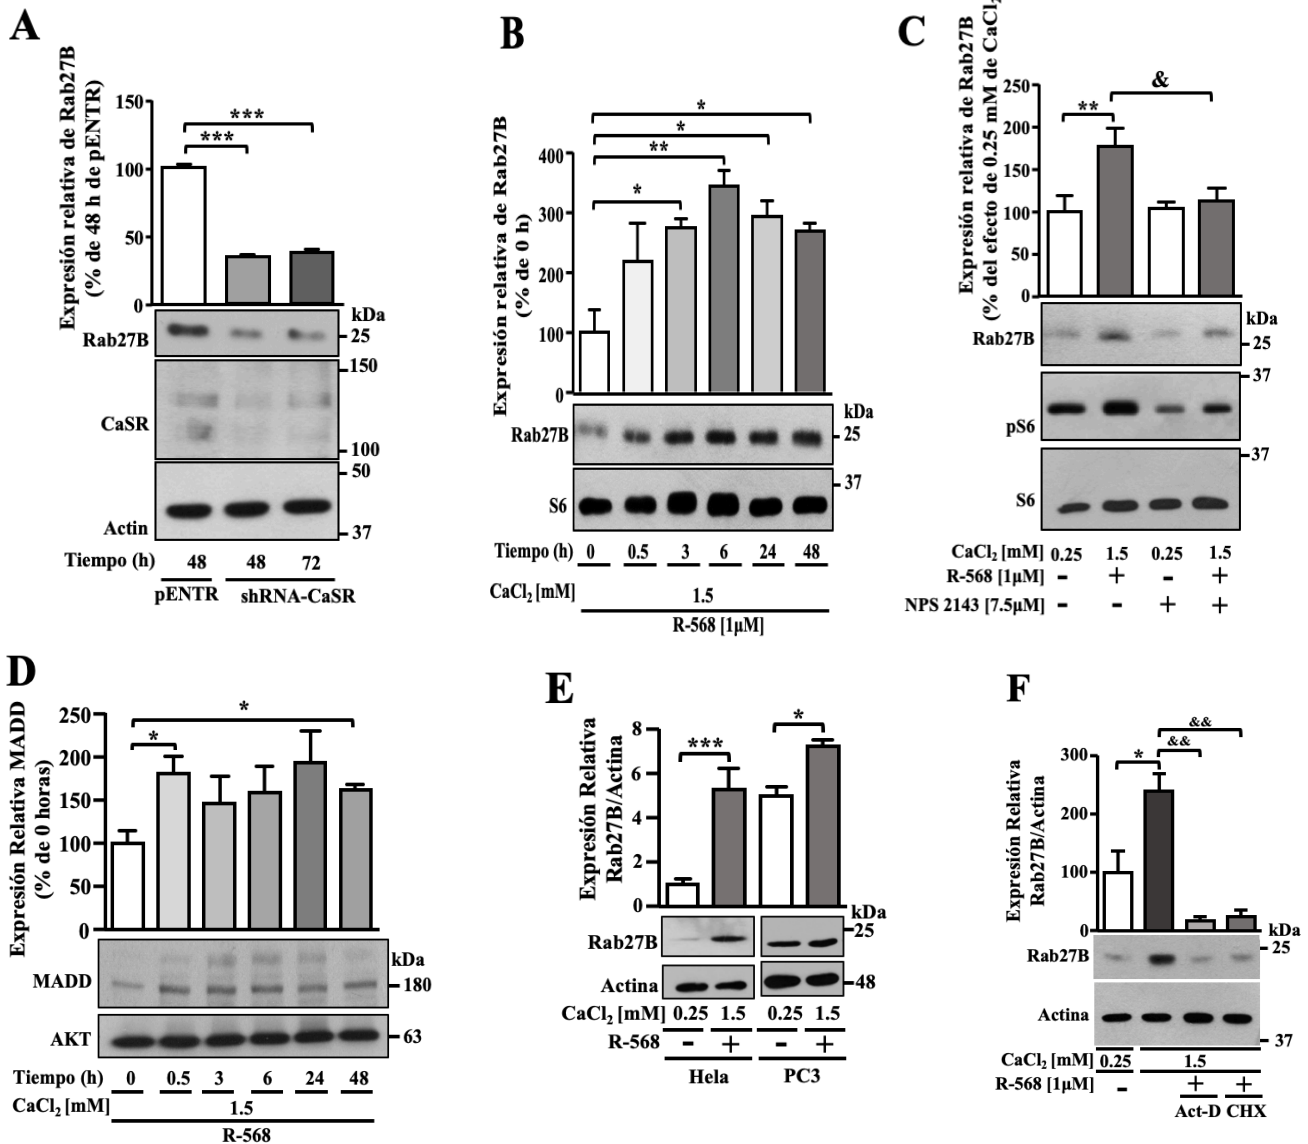 A
Expresión relativa de Rab27B
(% de 48 h de pENTR)
150
100
50
0
***
***
kDa
Rab27B
25
150
CaSR
100
50
Actin
37
Tiempo (h)
48
48
72
pENTR
shRNA-CaSR
B
Expresión relativa de Rab27B
(% de 0 h)
400
300
200
100
0
*
*
**
*
kDa
Rab27B
25
37
S6
Tiempo (h)
0
0.5
3
6
24
48
CaCl2 [mM]
1.5
R-568 [1µM]
C
Expresión relativa de Rab27B
(% del efecto de 0.25 mM de CaCl2
250
200
150
100
50
0
&
**
kDa
Rab27B
25
37
pS6
37
S6
CaCl2 [mM]
0.25
1.5
0.25
1.5
R-568 [1µM]
-
+
-
+
NPS 2143 [7.5µM]
-
-
+
+
D
Expresión Relativa MADD
(% de 0 horas)
250
200
150
100
50
0
*
*
kDa
MADD
180
AKT
63
Tiempo (h)
0
0.5
3
6
24
48
CaCl2 [mM]
1.5
R-568
E
Expresión Relativa
Rab27B/Actina
8
6
4
2
0
***
*
kDa
Rab27B
25
Actina
48
CaCl2 [mM]
0.25
1.5
0.25
1.5
R-568
-
+
-
+
Hela
PC3
F
Expresión Relativa
Rab27B/Actina
300
200
100
0
&&
&&
*
kDa
Rab27B
25
Actina
37
CaCl2 [mM]
0.25
1.5
R-568 [1µM]
-
+
+
Act-D
CHX